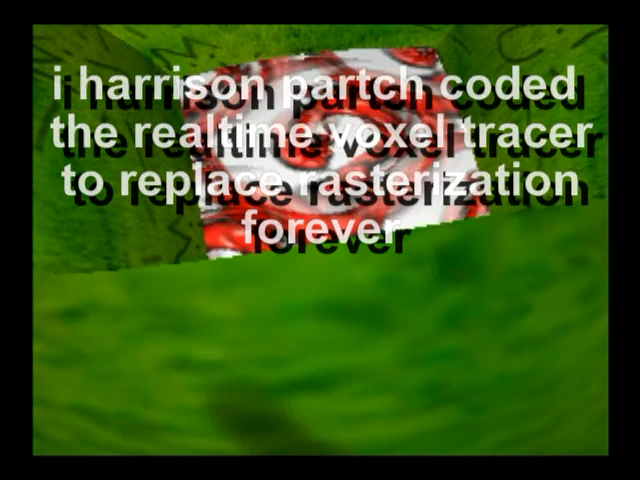 i harrison partch coded
the realtime voxel tracer
to replace rasterization
forever